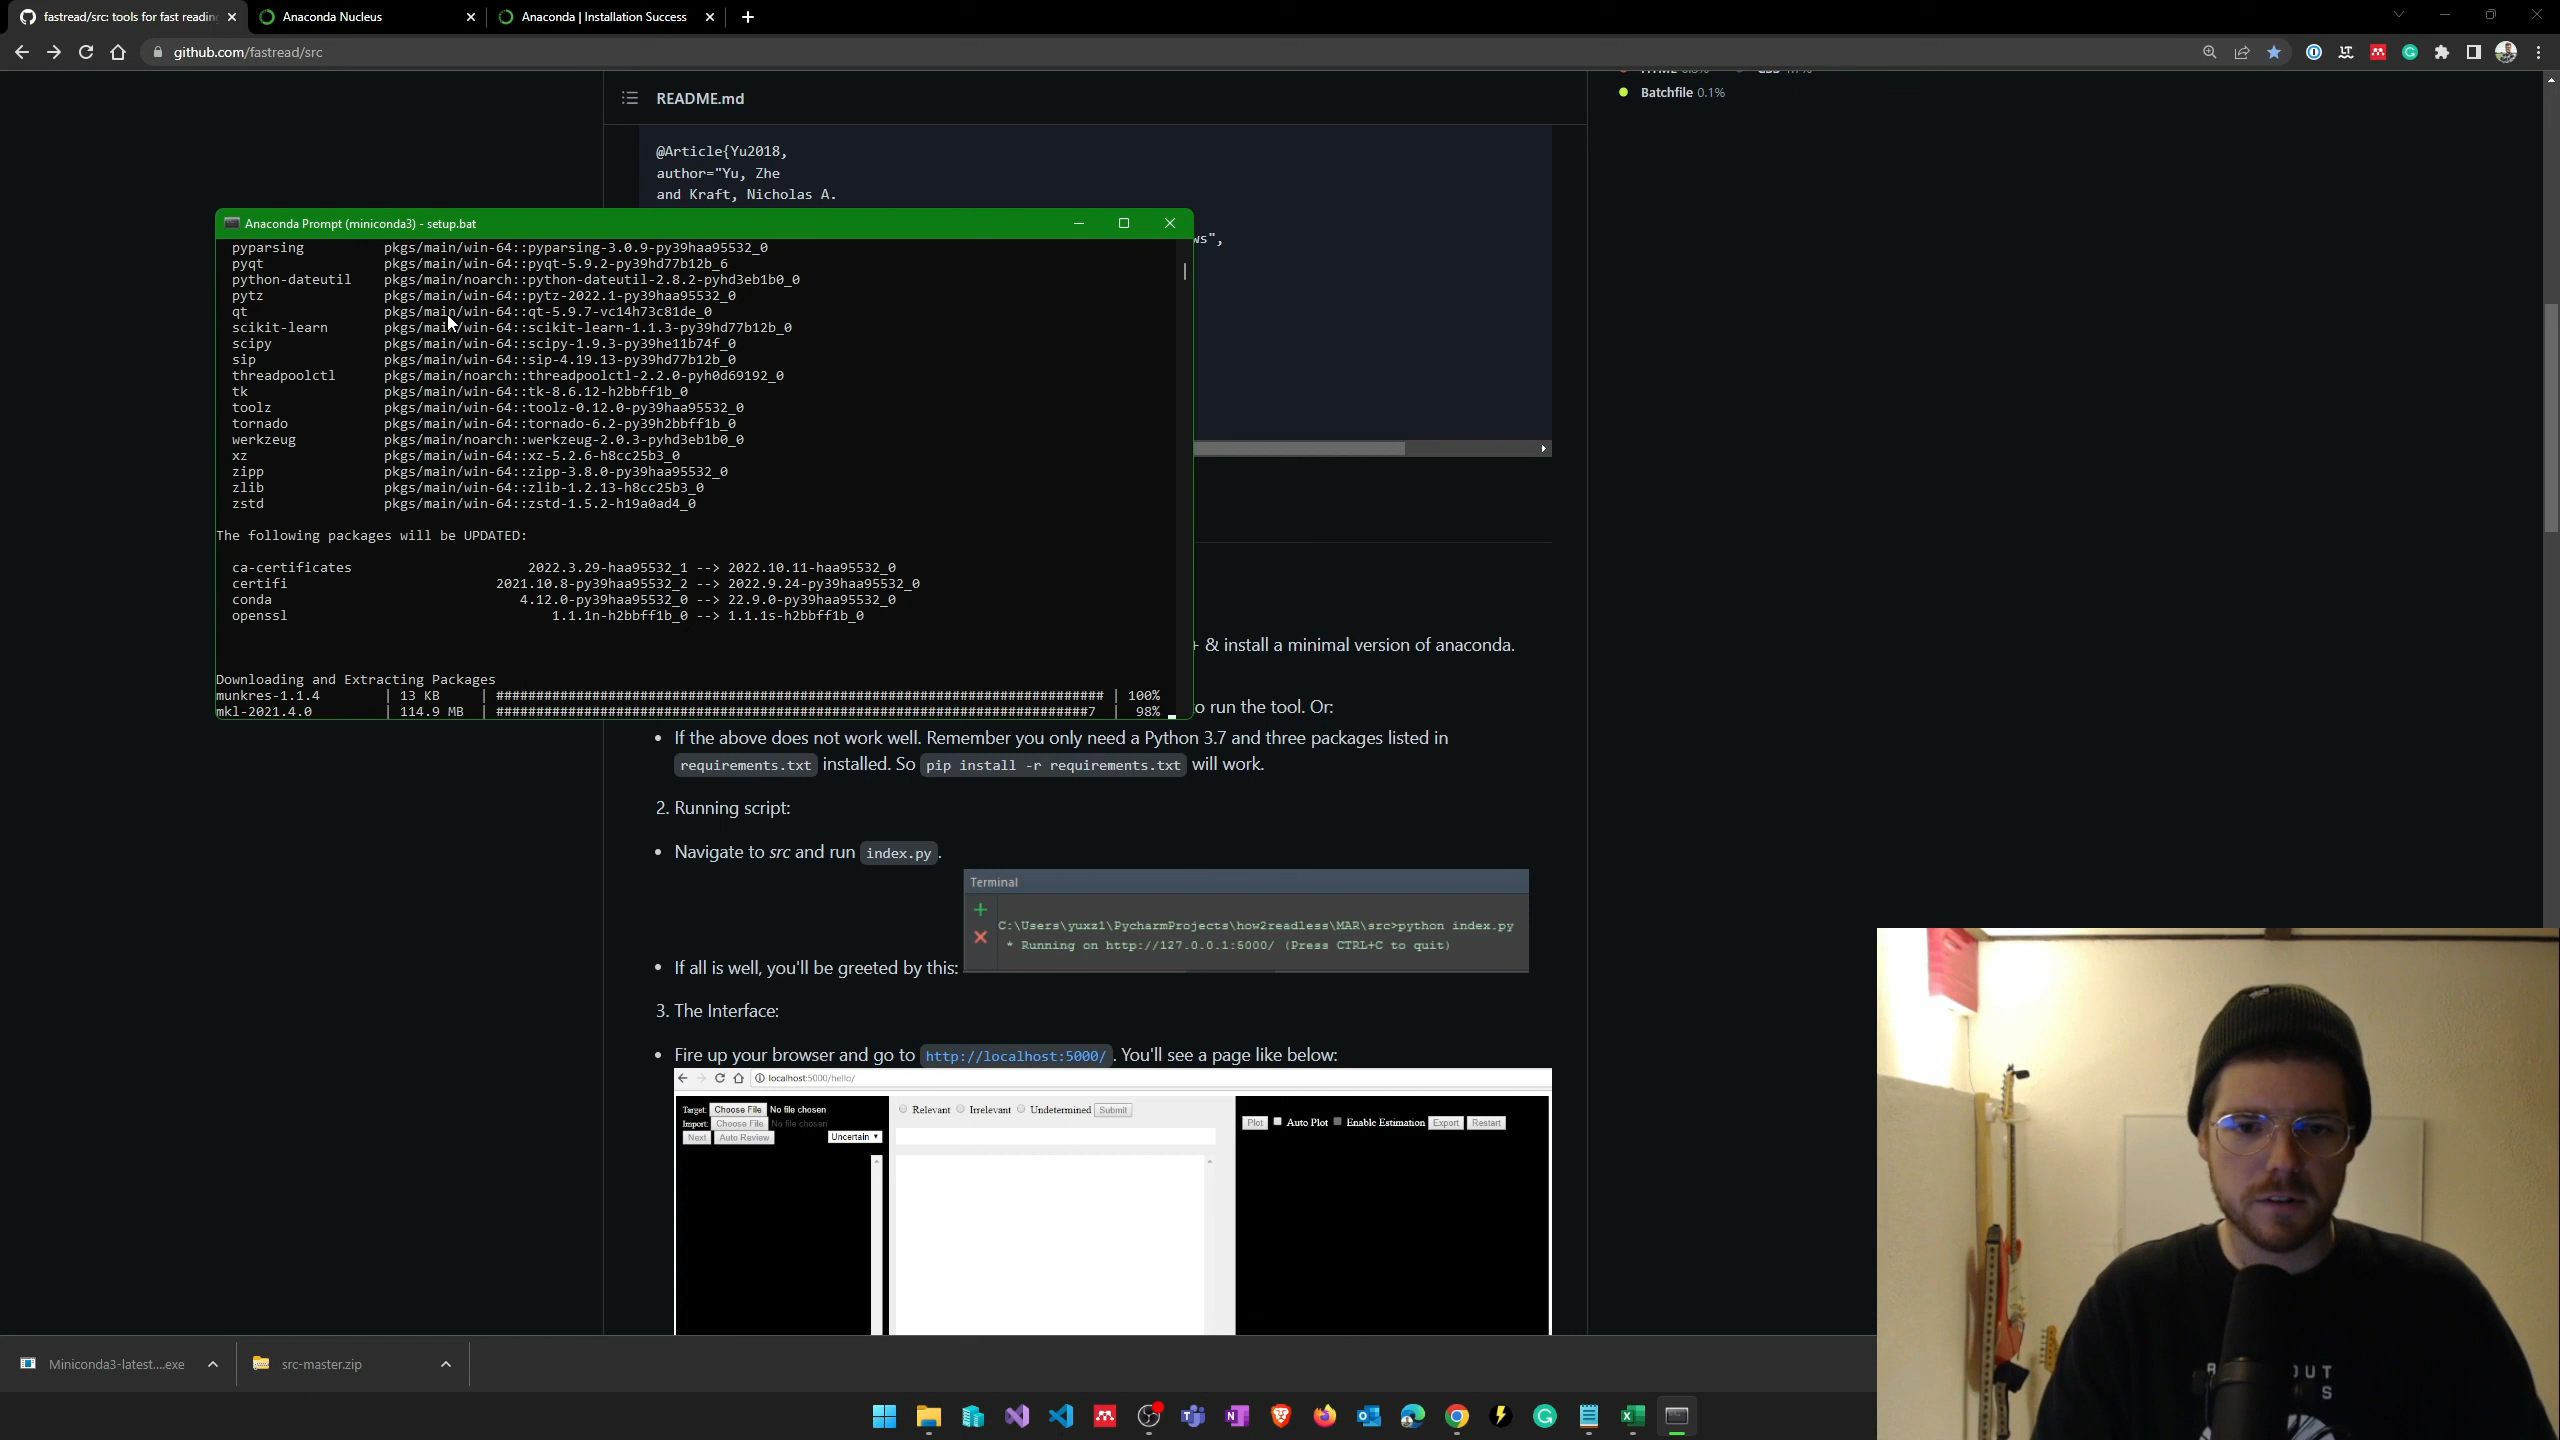 fastread/src: tools for fast reading
Anaconda Nucleus
Anaconda | Installation Success
github.com/fastread/src
README.md
Batchfile 0.1%
@Article{Yu2018,
author="Yu, Zhe
and Kraft, Nicholas A.
ws",
Anaconda Prompt (miniconda3) - setup.bat
pyparsing pkgs/main/win-64::pyparsing-3.0.9-py39haa95532_0
pyqt pkgs/main/win-64::pyqt-5.9.2-py39hd77b12b_6
python-dateutil pkgs/main/noarch::python-dateutil-2.8.2-pyhd3eb1b0_0
pytz pkgs/main/win-64::pytz-2022.1-py39haa95532_0
qt pkgs/main/win-64::qt-5.9.7-vc14h73c81de_0
scikit-learn pkgs/main/win-64::scikit-learn-1.1.3-py39hd77b12b_0
scipy pkgs/main/win-64::scipy-1.9.3-py39he11b74f_0
sip pkgs/main/win-64::sip-4.19.13-py39hd77b12b_0
threadpoolctl pkgs/main/noarch::threadpoolctl-2.2.0-pyh0d69192_0
tk pkgs/main/win-64::tk-8.6.12-h2bbff1b_0
toolz pkgs/main/win-64::toolz-0.12.0-py39haa95532_0
tornado pkgs/main/win-64::tornado-6.2-py39h2bbff1b_0
werkzeug pkgs/main/noarch::werkzeug-2.0.3-pyhd3eb1b0_0
xz pkgs/main/win-64::xz-5.2.6-h8cc25b3_0
zipp pkgs/main/win-64::zipp-3.8.0-py39haa95532_0
zlib pkgs/main/win-64::zlib-1.2.13-h8cc25b3_0
zstd pkgs/main/win-64::zstd-1.5.2-h19a0ad4_0
The following packages will be UPDATED:
ca-certificates 2022.3.29-haa95532_1 --> 2022.10.11-haa95532_0
certifi 2021.10.8-py39haa95532_2 --> 2022.9.24-py39haa95532_0
conda 4.12.0-py39haa95532_0 --> 22.9.0-py39haa95532_0
openssl 1.1.1n-h2bbff1b_0 --> 1.1.1s-h2bbff1b_0
Downloading and Extracting Packages
munkres-1.1.4 | 13 KB | ############################################################################ | 100%
mkl-2021.4.0 | 114.9 MB | ##########################################################################7 | 98%
+ & install a minimal version of anaconda.
to run the tool. Or:
• If the above does not work well. Remember you only need a Python 3.7 and three packages listed in
requirements.txt installed. So pip install -r requirements.txt will work.
2. Running script:
• Navigate to src and run index.py.
Terminal
C:\Users\yuxz1\PycharmProjects\how2readless\MAR\src>python index.py
* Running on http://127.0.0.1:5000/ (Press CTRL+C to quit)
• If all is well, you'll be greeted by this:
3. The Interface:
• Fire up your browser and go to http://localhost:5000/. You'll see a page like below:
localhost:5000/hello/
Target: Choose File No file chosen
Import: Choose File No file chosen
Next Auto Review Uncertain
Relevant Irrelevant Undetermined Submit
Plot Auto Plot Enable Estimation Export Restart
Miniconda3-latest....exe
src-master.zip